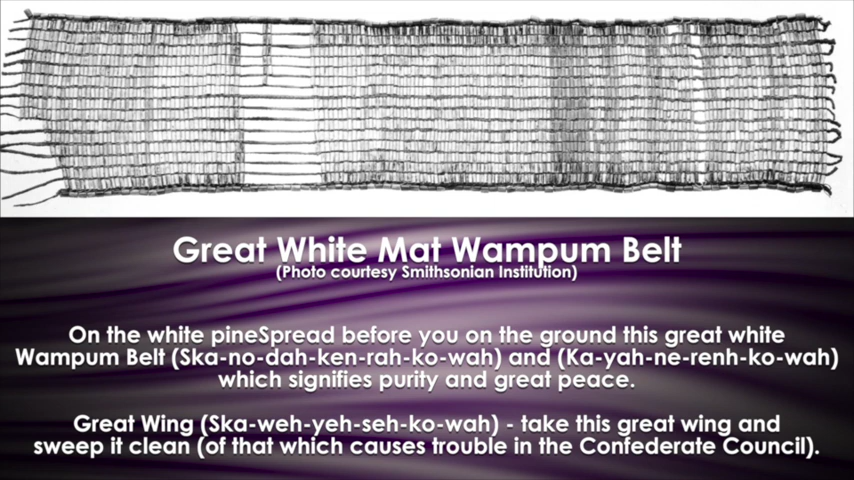 Great White Mat Wampum Belt
(Photo courtesy Smithsonian Institution)
On the white pineSpread before you on the ground this great white
Wampum Belt (Ska-no-dah-ken-rah-ko-wah) and (Ka-yah-ne-renh-ko-wah)
which signifies purity and great peace.
Great Wing (Ska-weh-yeh-seh-ko-wah) - take this great wing and
sweep it clean (of that which causes trouble in the Confederate Council).